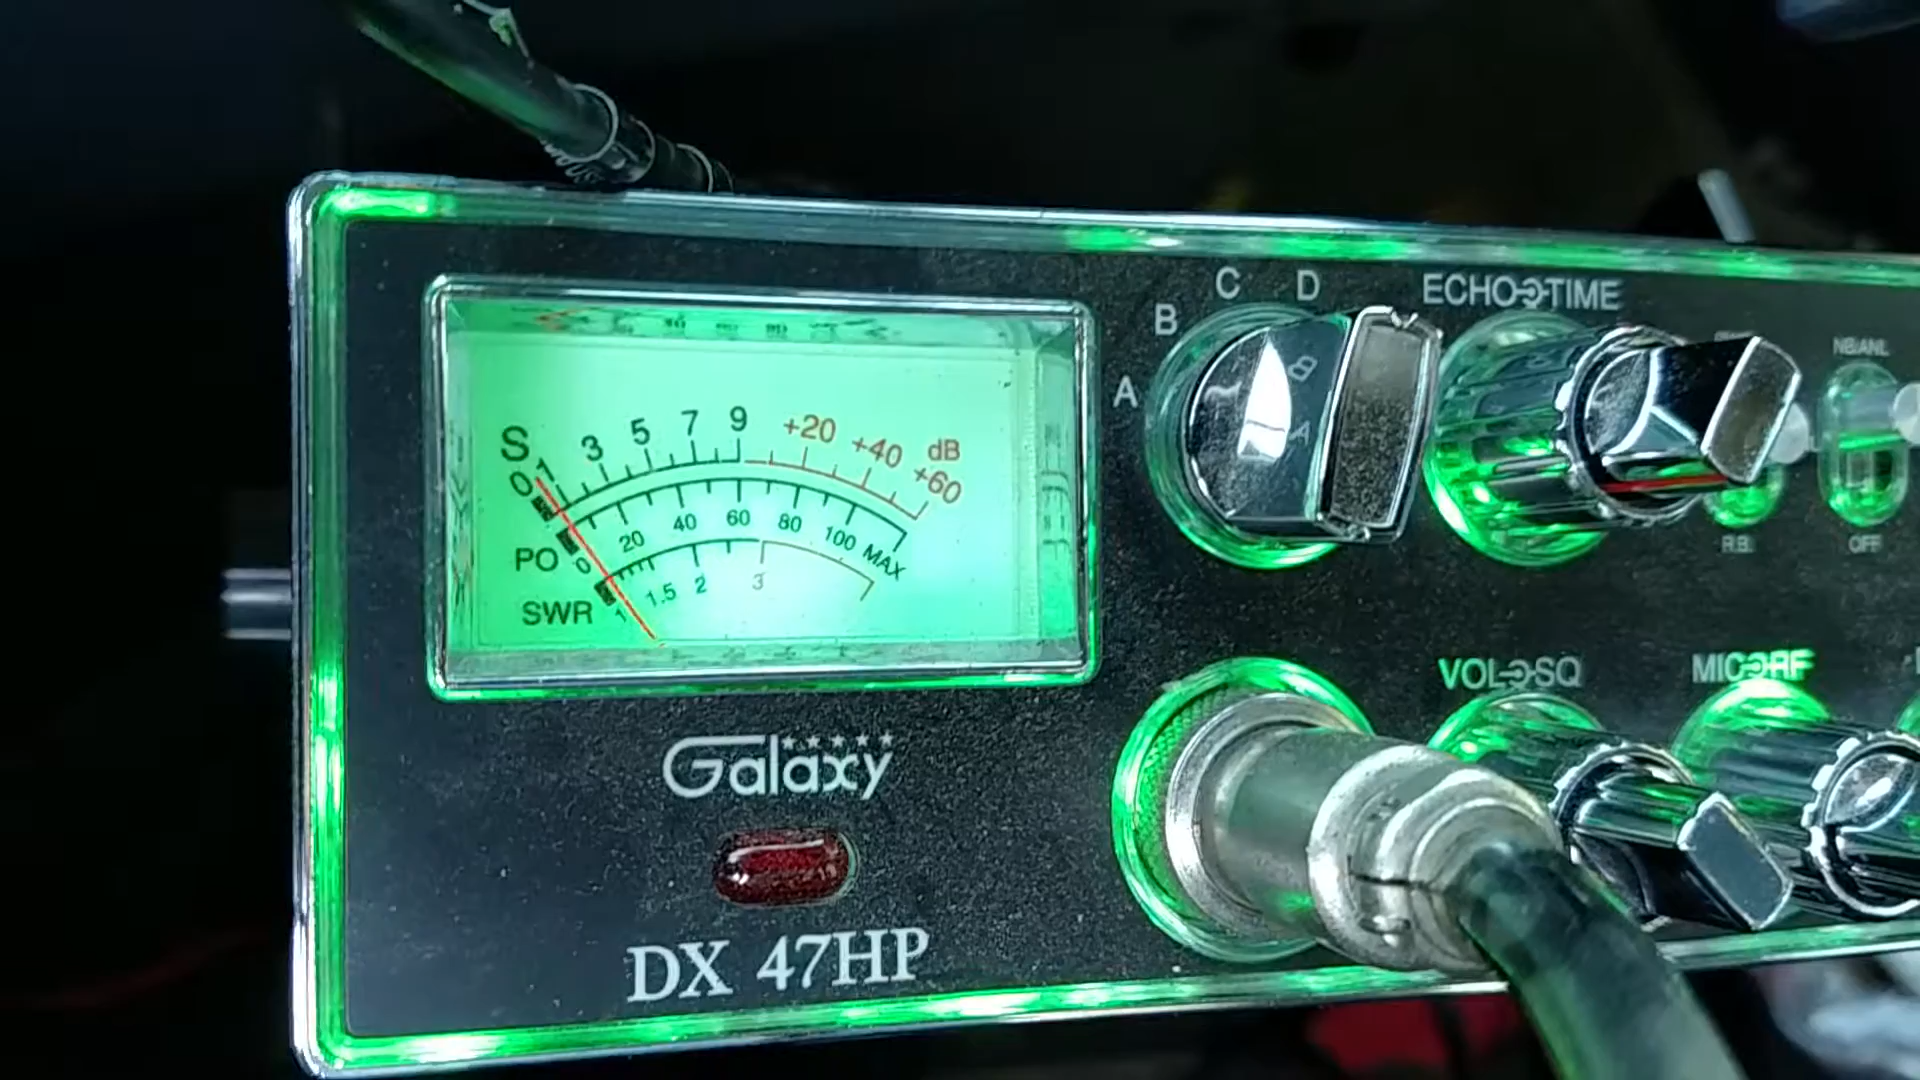 S 1 3 5 7 9 +20 +40 +60 dB
0
PO 0 20 40 60 80 100 MAX
SWR 1 1.5 2 3
A B C D
ECHO TIME
NB/ANL
R.B.
OFF
VOL SQ
MIC RF
Galaxy
DX 47HP